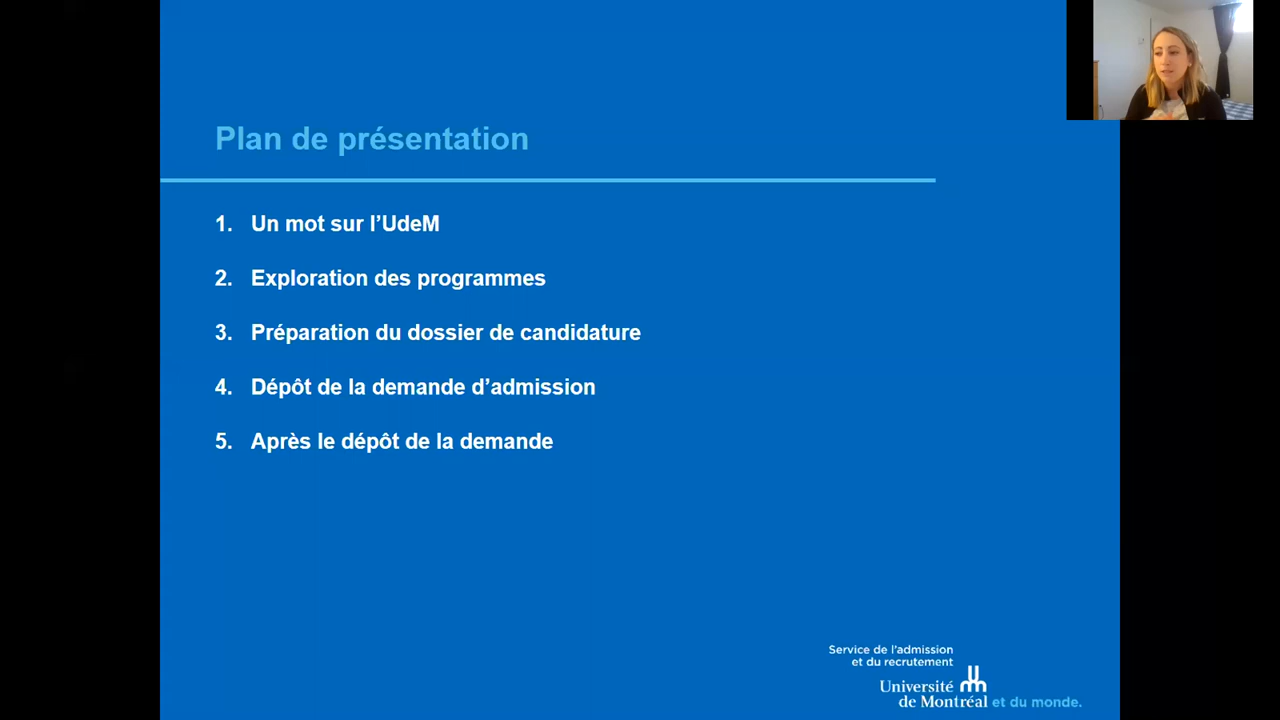 Plan de présentation
1. Un mot sur l’UdeM
2. Exploration des programmes
3. Préparation du dossier de candidature
4. Dépôt de la demande d’admission
5. Après le dépôt de la demande
Service de l’admission
et du recrutement
Université
de Montréal et du monde.